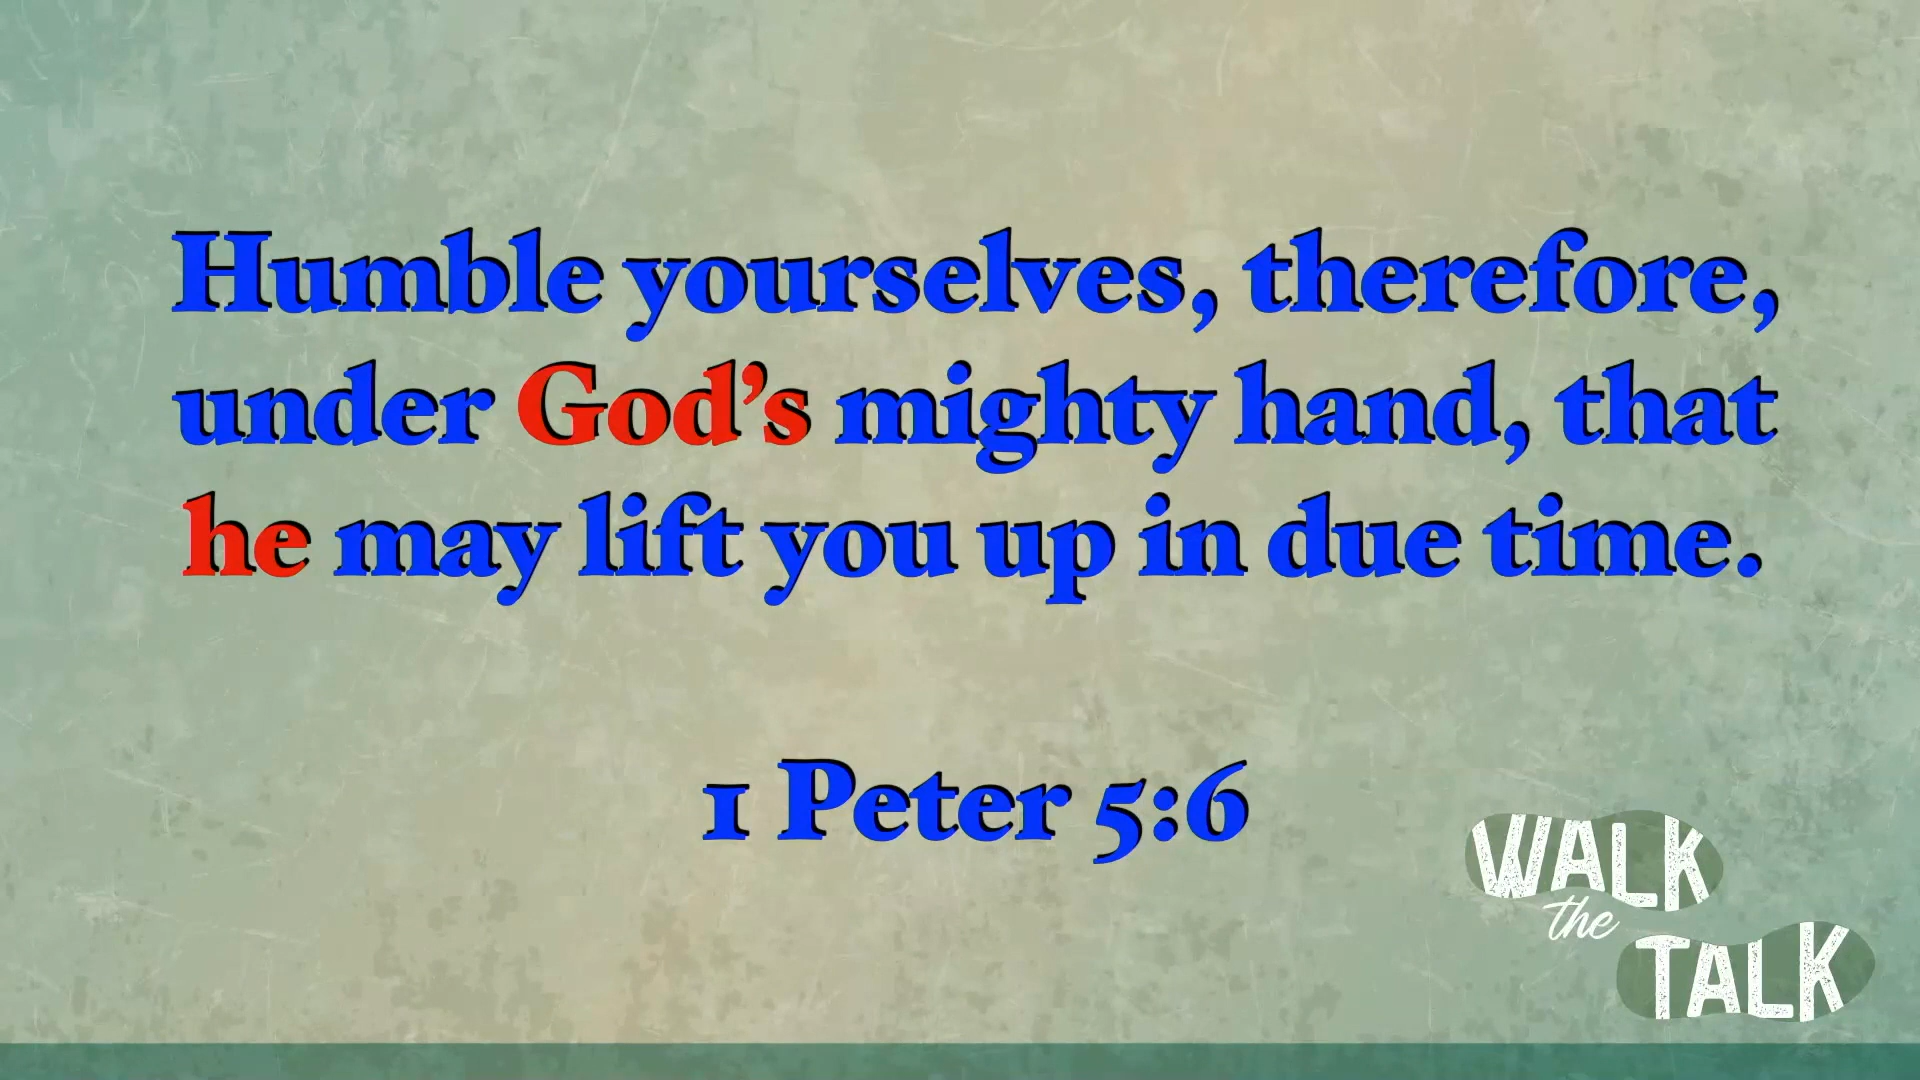 Humble yourselves, therefore,
under God's mighty hand, that
he may lift you up in due time.
1 Peter 5:6
WALK
the
TALK